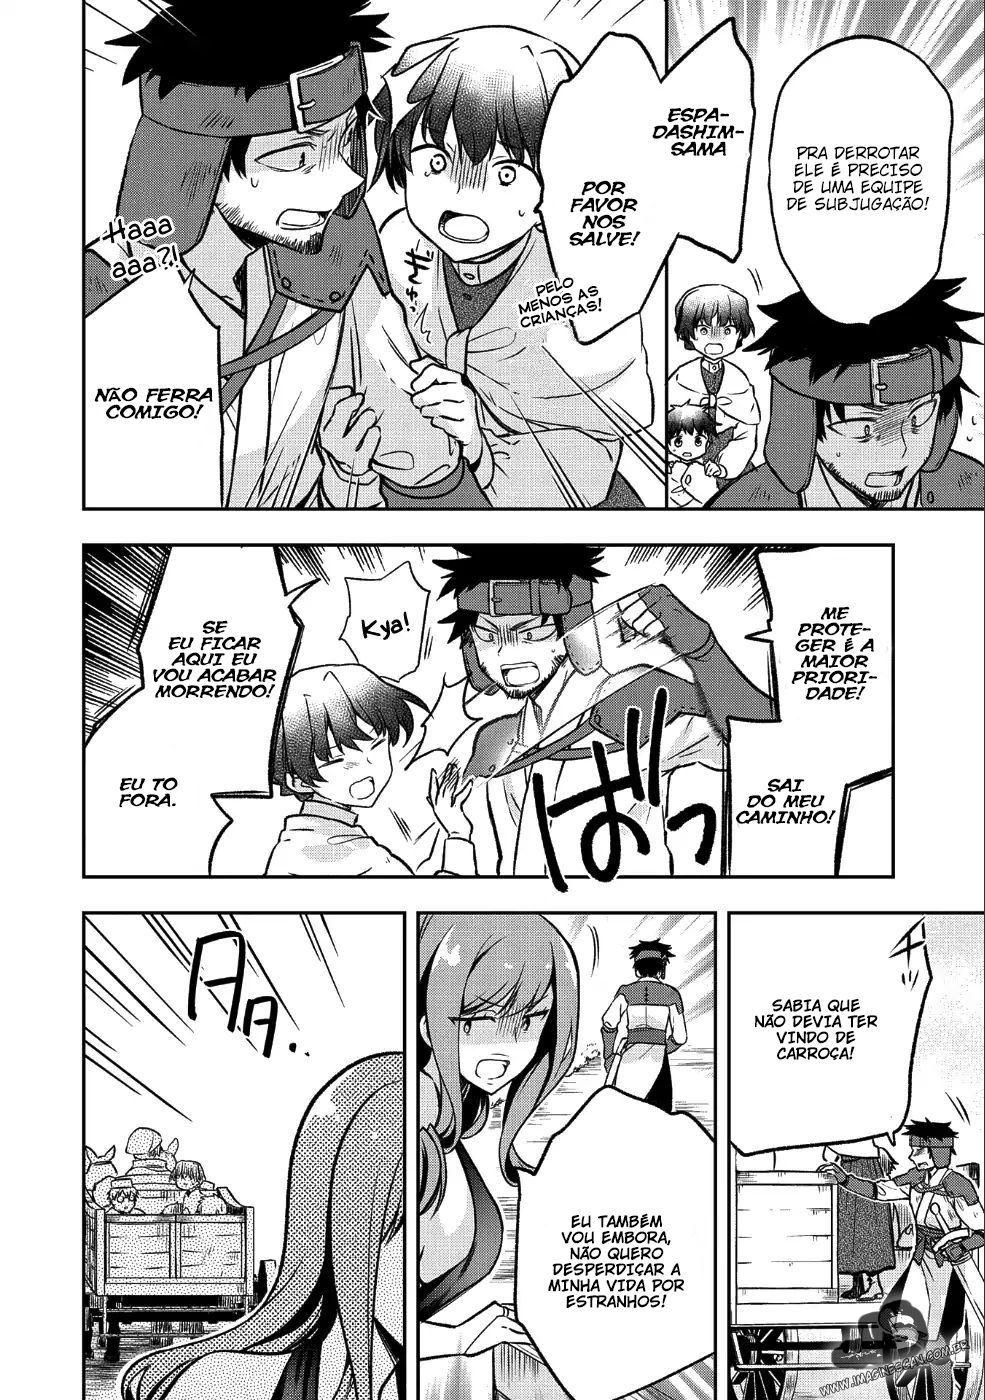 PRA DERROTAR
ELE É PRECISO
DE UMA EQUIPE
DE SUBJUGAÇÃO!
ESPA-
DASHIM-
SAMA
POR
FAVOR
NOS
SALVE!
PELO
MENOS AS
CRIANÇAS!
Haaa
aaa?!
NÃO FERRA
COMIGO!
ME
PROTE-
GER É A
MAIOR
PRIORI-
DADE!
SAI
DO MEU
CAMINHO!
ばっ
Kya!
SE
EU FICAR
AQUI EU
VOU ACABAR
MORRENDO!
EU TO
FORA.
SABIA QUE
NÃO DEVIA TER
VINDO DE
CARROÇA!
EU TAMBÉM
VOU EMBORA,
NÃO QUERO
DESPERDIÇAR A
MINHA VIDA POR
ESTRANHOS!